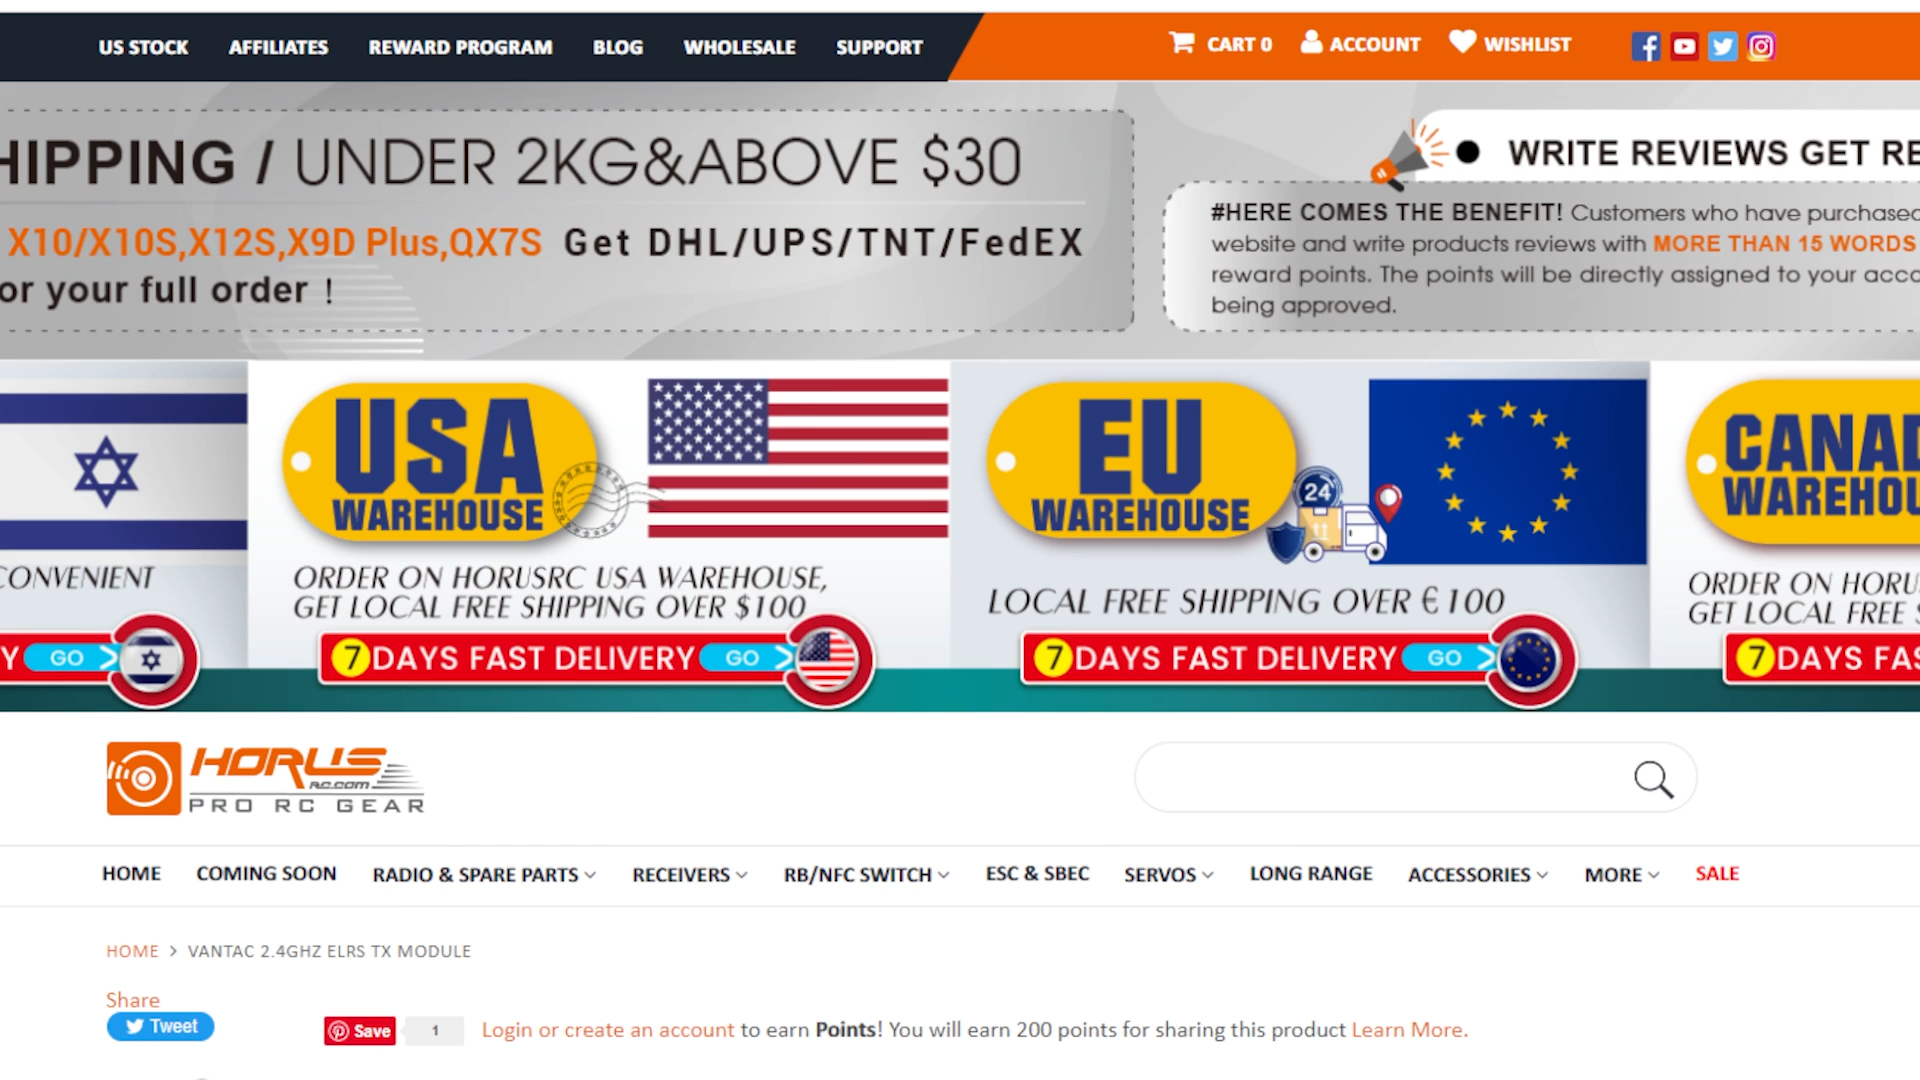 US STOCK AFFILIATES REWARD PROGRAM BLOG WHOLESALE SUPPORT CART 0 ACCOUNT WISHLIST
HIPPING / UNDER 2KG&ABOVE $30
X10/X10S,X12S,X9D Plus,QX7S Get DHL/UPS/TNT/FedEX
or your full order !
WRITE REVIEWS GET RE
#HERE COMES THE BENEFIT! Customers who have purchased
website and write products reviews with MORE THAN 15 WORDS
reward points. The points will be directly assigned to your acco
being approved.
CONVENIENT
Y GO >
USA
WAREHOUSE
ORDER ON HORUSRC USA WAREHOUSE,
GET LOCAL FREE SHIPPING OVER $100
7 DAYS FAST DELIVERY GO >
EU
WAREHOUSE
24
LOCAL FREE SHIPPING OVER €100
7 DAYS FAST DELIVERY GO >
CANAD
WAREHOU
ORDER ON HORU
GET LOCAL FREE S
7 DAYS FAS
HORUS
RC.COM
PRO RC GEAR
HOME COMING SOON RADIO & SPARE PARTS RECEIVERS RB/NFC SWITCH ESC & SBEC SERVOS LONG RANGE ACCESSORIES MORE SALE
HOME > VANTAC 2.4GHZ ELRS TX MODULE
Share
Tweet Save 1 Login or create an account to earn Points! You will earn 200 points for sharing this product Learn More.